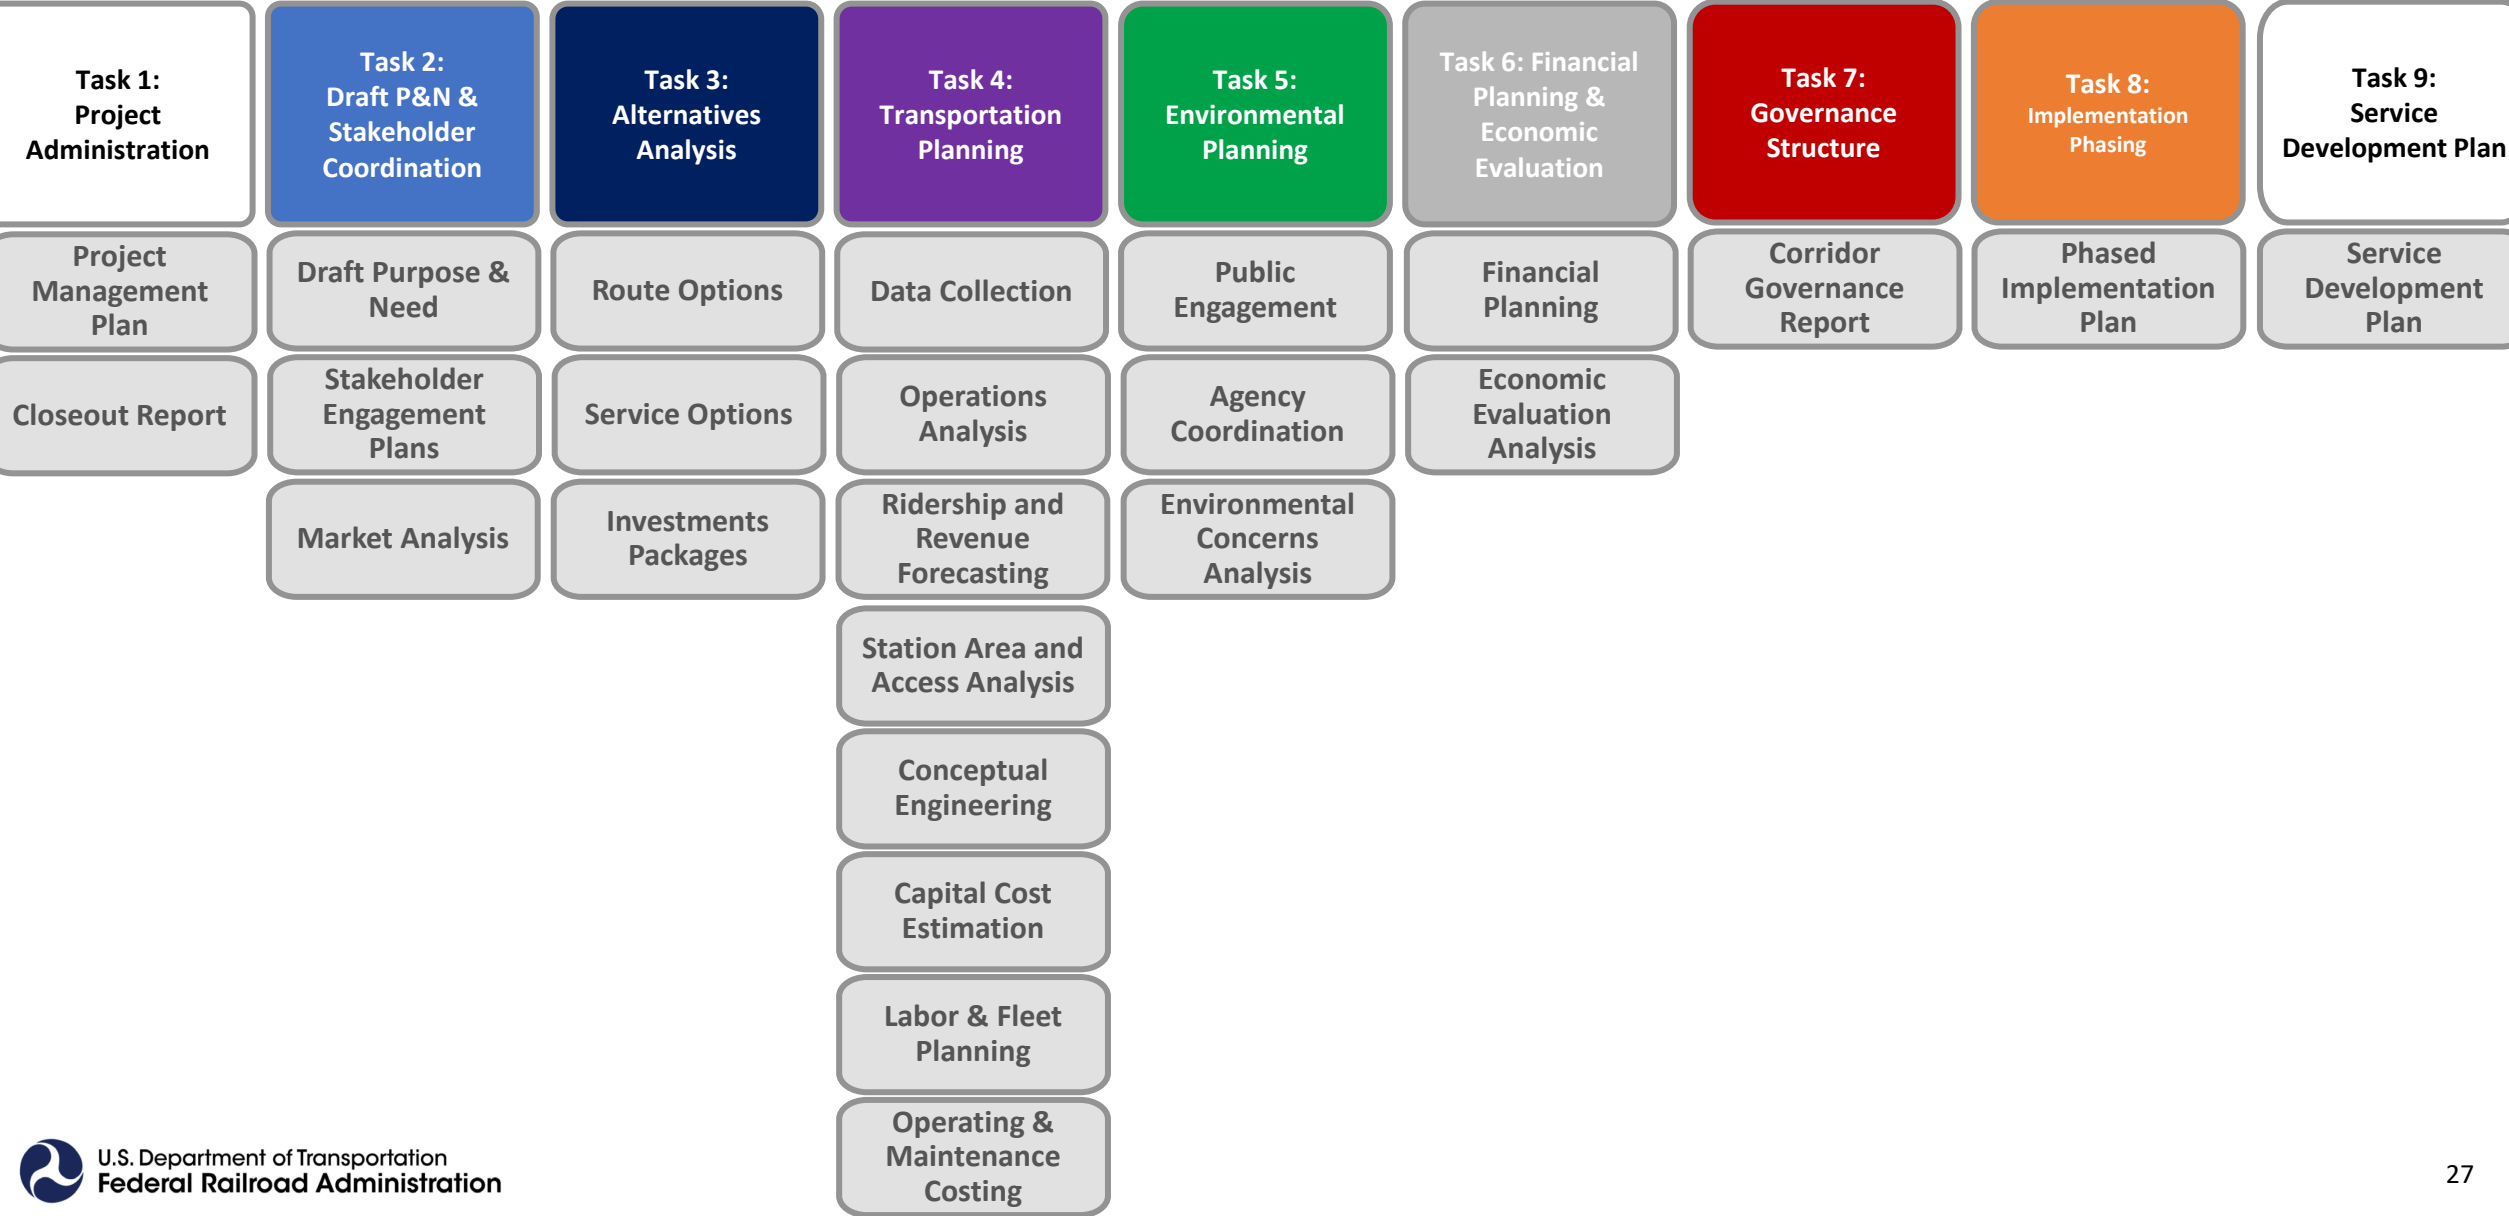 Task 1:
Project
Administration
Task 2:
Draft P&N &
Stakeholder
Coordination
Task 3:
Alternatives
Analysis
Task 4:
Transportation
Planning
Task 5:
Environmental
Planning
Task 6: Financial
Planning &
Economic
Evaluation
Task 7:
Governance
Structure
Task 8:
Implementation
Phasing
Task 9:
Service
Development Plan
Project
Management
Plan
Draft Purpose &
Need
Route Options
Data Collection
Public
Engagement
Financial
Planning
Corridor
Governance
Report
Phased
Implementation
Plan
Service
Development
Plan
Closeout Report
Stakeholder
Engagement
Plans
Service Options
Operations
Analysis
Agency
Coordination
Economic
Evaluation
Analysis
Market Analysis
Investments
Packages
Ridership and
Revenue
Forecasting
Environmental
Concerns
Analysis
Station Area and
Access Analysis
Conceptual
Engineering
Capital Cost
Estimation
Labor & Fleet
Planning
Operating &
Maintenance
Costing
U.S. Department of Transportation
Federal Railroad Administration
27